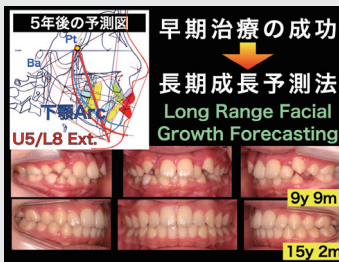 5年後の予測図
Pt
Ba
下顎Arc
U5/L8 Ext.
早期治療の成功
長期成長予測法
Long Range Facial
Growth Forecasting
9y 9m
15y 2m